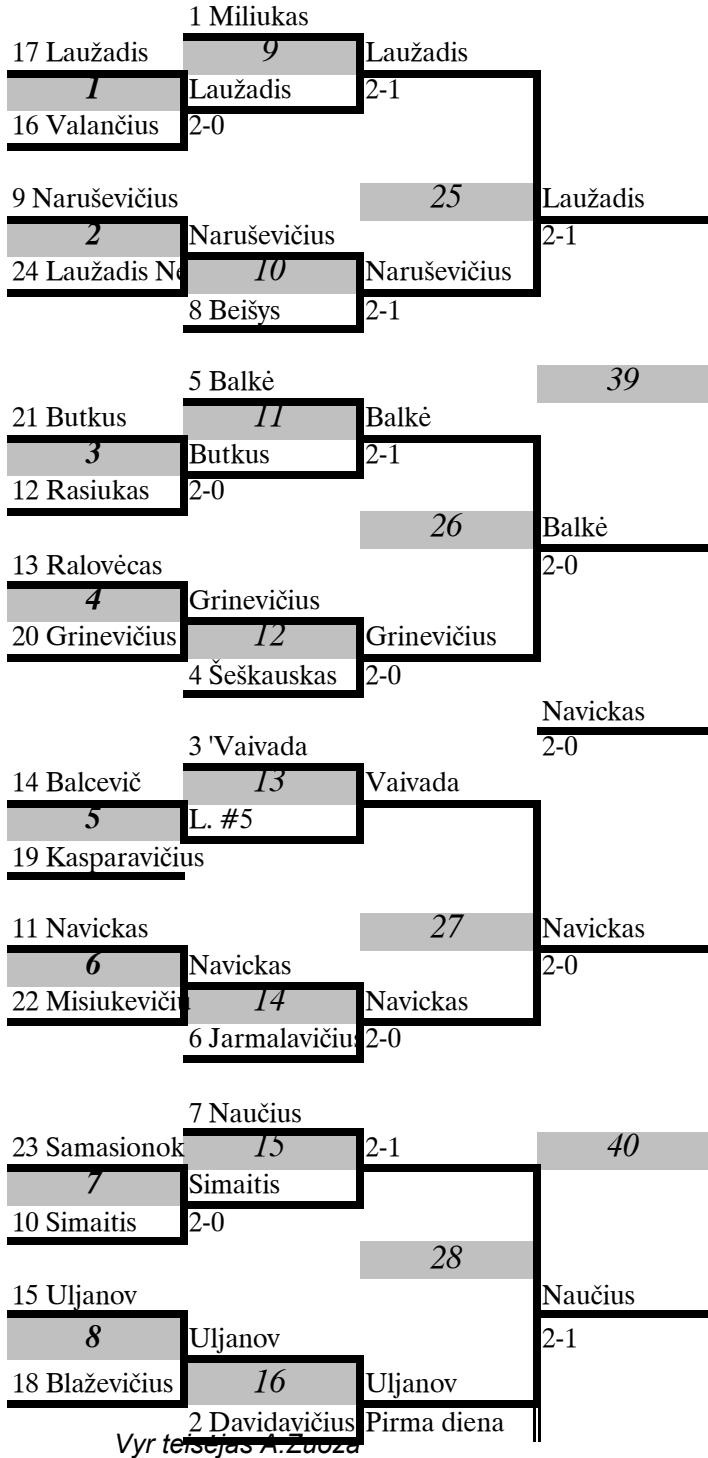 1 Miliukas
17 Laužadis 9 Laužadis
1 Laužadis 2-1
16 Valančius 2-0
9 Naruševičius 25 Laužadis
2 Naruševičius 2-1
24 Laužadis Ne 10 Naruševičius
8 Beišys 2-1
5 Balkė 39
21 Butkus 11 Balkė
3 Butkus 2-1
12 Rasiukas 2-0
26 Balkė
13 Ralovėcas 2-0
4 Grinevičius
20 Grinevičius 12 Grinevičius
4 Šeškauskas 2-0
Navickas
3 'Vaivada 2-0
14 Balcevič 13 Vaivada
5 L. #5
19 Kasparavičius
11 Navickas 27 Navickas
6 Navickas 2-0
22 Misiukevičiu 14 Navickas
6 Jarmalavičius 2-0
7 Naučius
23 Samasionok 15 2-1 40
7 Simaitis
10 Simaitis 2-0
28
15 Uljanov Naučius
8 Uljanov 2-1
18 Blaževičius 16 Uljanov
2 Davidavičius Pirma diena
Vyr teisėjas A.Zuoza